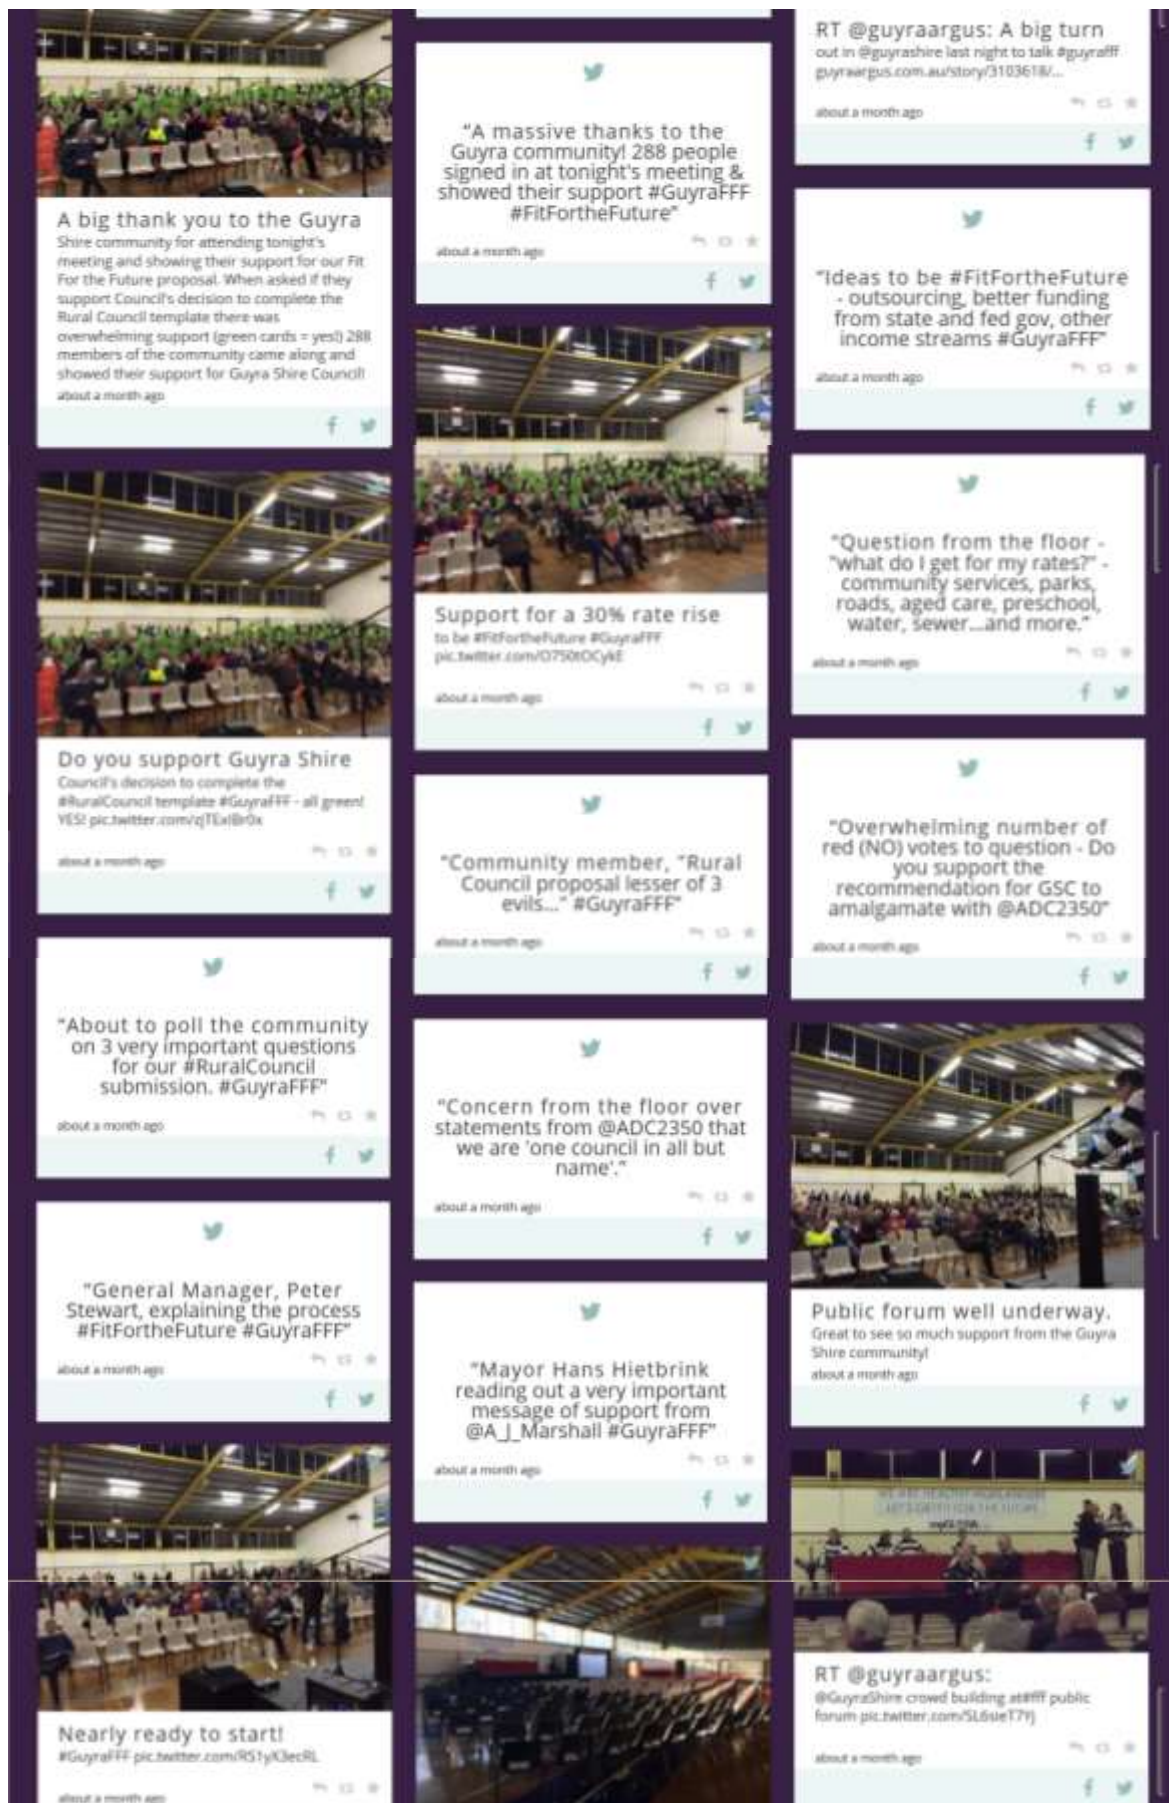 A big thank you to the Guyra
Shire community for attending tonight's
meeting and showing their support for our Fit
For the Future proposal. When asked if they
support Council's decision to complete the
Rural Council template there was
overwhelming support (green cards = yes!) 288
members of the community came along and
showed their support for Guyra Shire Council!
about a month ago
Do you support Guyra Shire
Council's decision to complete the
#RuralCouncil template #GuyraFFF - all green!
YES!
about a month ago
"About to poll the community
on 3 very important questions
for our #RuralCouncil
submission. #GuyraFFF"
about a month ago
"General Manager, Peter
Stewart, explaining the process
#FitFortheFuture #GuyraFFF"
about a month ago
Nearly ready to start!
#GuyraFFF
about a month ago
"A massive thanks to the
Guyra community! 288 people
signed in at tonight's meeting &
showed their support #GuyraFFF
#FitFortheFuture"
about a month ago
Support for a 30% rate rise
to be #FitFortheFuture #GuyraFFF
about a month ago
"Community member, "Rural
Council proposal lesser of 3
evils..." #GuyraFFF"
about a month ago
"Concern from the floor over
statements from @ADC2350 that
we are 'one council in all but
name'."
about a month ago
"Mayor Hans Hietbrink
reading out a very important
message of support from
@A_J_Marshall #GuyraFFF"
about a month ago
RT @guyraargus: A big turn
out in @guyrashire last night to talk #guyrafff
guyraargus.com.au/story/3103618/...
about a month ago
"Ideas to be #FitFortheFuture
- outsourcing, better funding
from state and fed gov, other
income streams #GuyraFFF"
about a month ago
"Question from the floor -
"what do I get for my rates?" -
community services, parks,
roads, aged care, preschool,
water, sewer...and more."
about a month ago
"Overwhelming number of
red (NO) votes to question - Do
you support the
recommendation for GSC to
amalgamate with @ADC2350"
about a month ago
Public forum well underway.
Great to see so much support from the Guyra
Shire community!
about a month ago
RT @guyraargus:
@GuyraShire crowd building at#fff public
forum
about a month ago